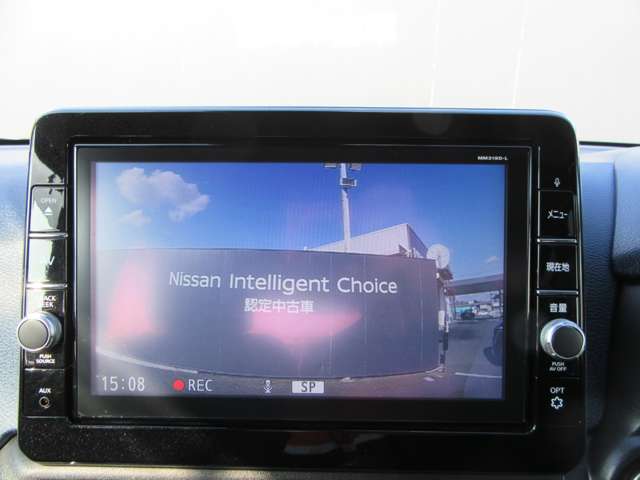 MM319D-L
OPEN
メニュー
現在地
Nissan Intelligent Choice
認定中古車
音量
PUSH
SOURCE
PUSH
AV OFF
15:08 REC SP
AUX
OPT